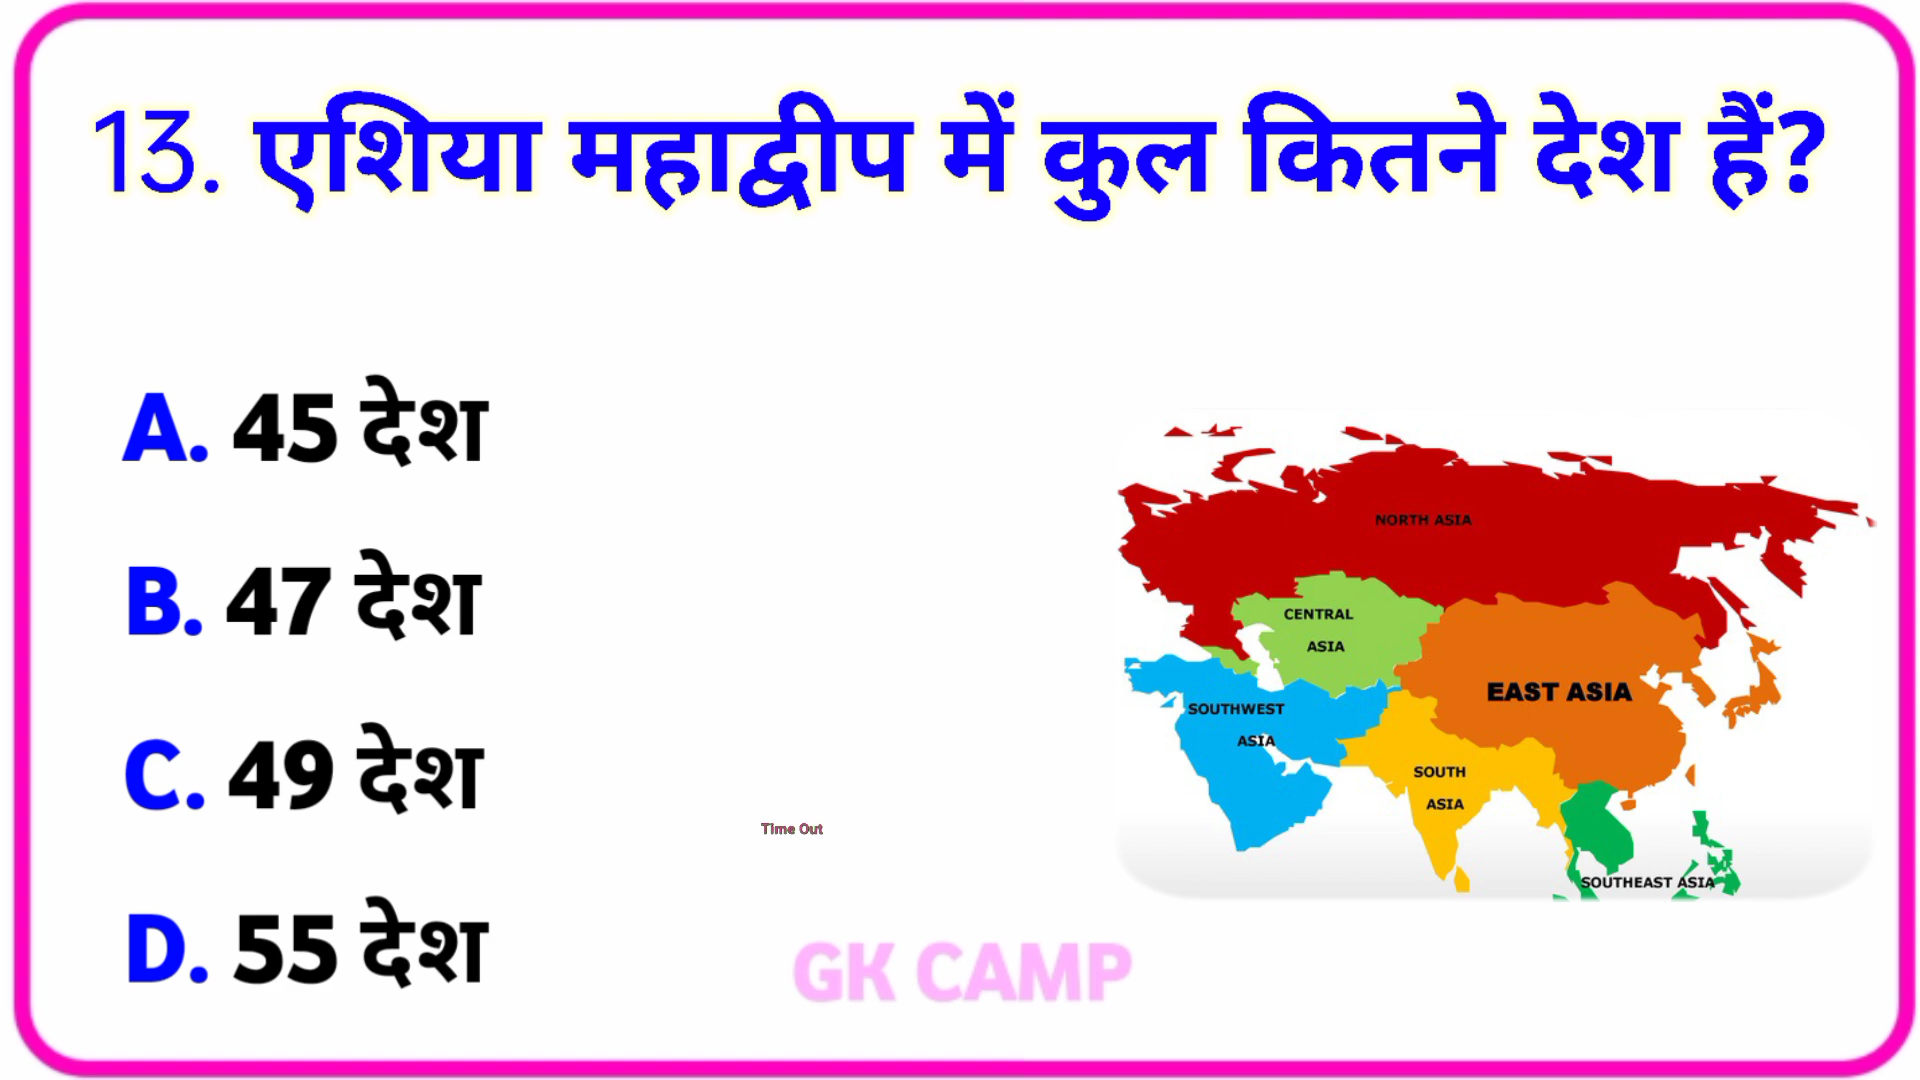 13. एशिया महाद्वीप में कुल कितने देश हैं?
A. 45 देश
B. 47 देश
C. 49 देश
D. 55 देश
NORTH ASIA
CENTRAL
ASIA
EAST ASIA
SOUTHWEST
ASIA
SOUTH
ASIA
SOUTHEAST ASIA
Time Out
GK CAMP